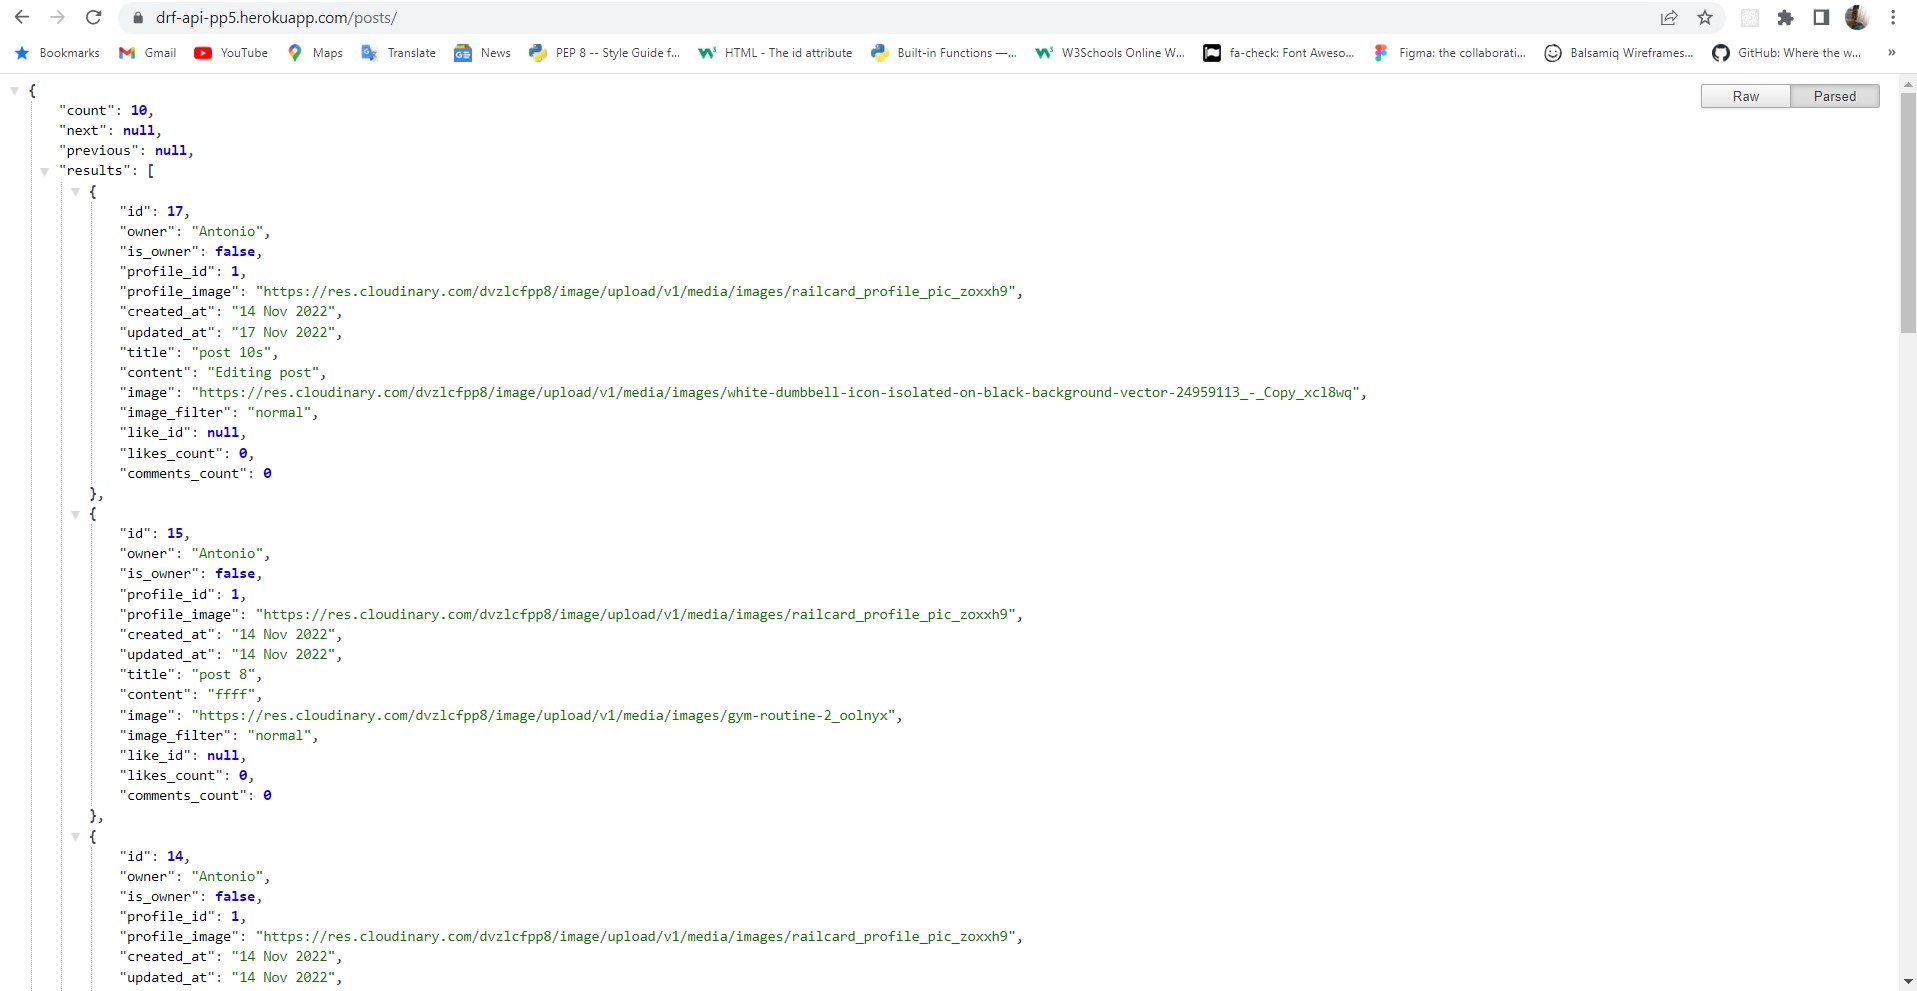 drf-api-pp5.herokuapp.com/posts/
Bookmarks Gmail YouTube Maps Translate News PEP 8 -- Style Guide f... HTML - The id attribute Built-in Functions —... W3Schools Online W... fa-check: Font Aweso... Figma: the collaborati... Balsamiq Wireframes... GitHub: Where the w... »
Raw Parsed
{
"count": 10,
"next": null,
"previous": null,
"results": [
{
"id": 17,
"owner": "Antonio",
"is_owner": false,
"profile_id": 1,
"profile_image": "https://res.cloudinary.com/dvzlcfpp8/image/upload/v1/media/images/railcard_profile_pic_zoxxh9",
"created_at": "14 Nov 2022",
"updated_at": "17 Nov 2022",
"title": "post 10s",
"content": "Editing post",
"image": "https://res.cloudinary.com/dvzlcfpp8/image/upload/v1/media/images/white-dumbbell-icon-isolated-on-black-background-vector-24959113_-_Copy_xcl8wq",
"image_filter": "normal",
"like_id": null,
"likes_count": 0,
"comments_count": 0
},
{
"id": 15,
"owner": "Antonio",
"is_owner": false,
"profile_id": 1,
"profile_image": "https://res.cloudinary.com/dvzlcfpp8/image/upload/v1/media/images/railcard_profile_pic_zoxxh9",
"created_at": "14 Nov 2022",
"updated_at": "14 Nov 2022",
"title": "post 8",
"content": "ffff",
"image": "https://res.cloudinary.com/dvzlcfpp8/image/upload/v1/media/images/gym-routine-2_oolnyx",
"image_filter": "normal",
"like_id": null,
"likes_count": 0,
"comments_count": 0
},
{
"id": 14,
"owner": "Antonio",
"is_owner": false,
"profile_id": 1,
"profile_image": "https://res.cloudinary.com/dvzlcfpp8/image/upload/v1/media/images/railcard_profile_pic_zoxxh9",
"created_at": "14 Nov 2022",
"updated_at": "14 Nov 2022",